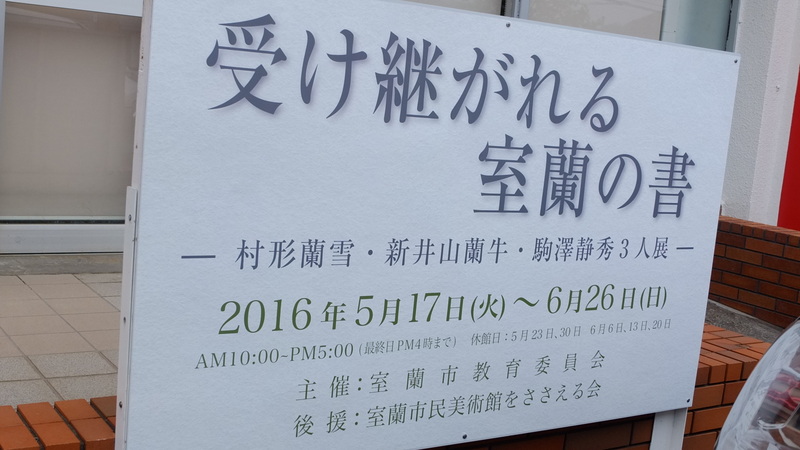 受け継がれる
室蘭の書
― 村形蘭雪・新井山蘭牛・駒澤静秀3人展 ―
2016年5月17日(火)～6月26日(日)
AM10:00~PM5:00(最終日PM4時まで) 休館日:5月23日、30日 6月6日、13日、20日
主催:室蘭市教育委員会
後援:室蘭市民美術館をささえる会